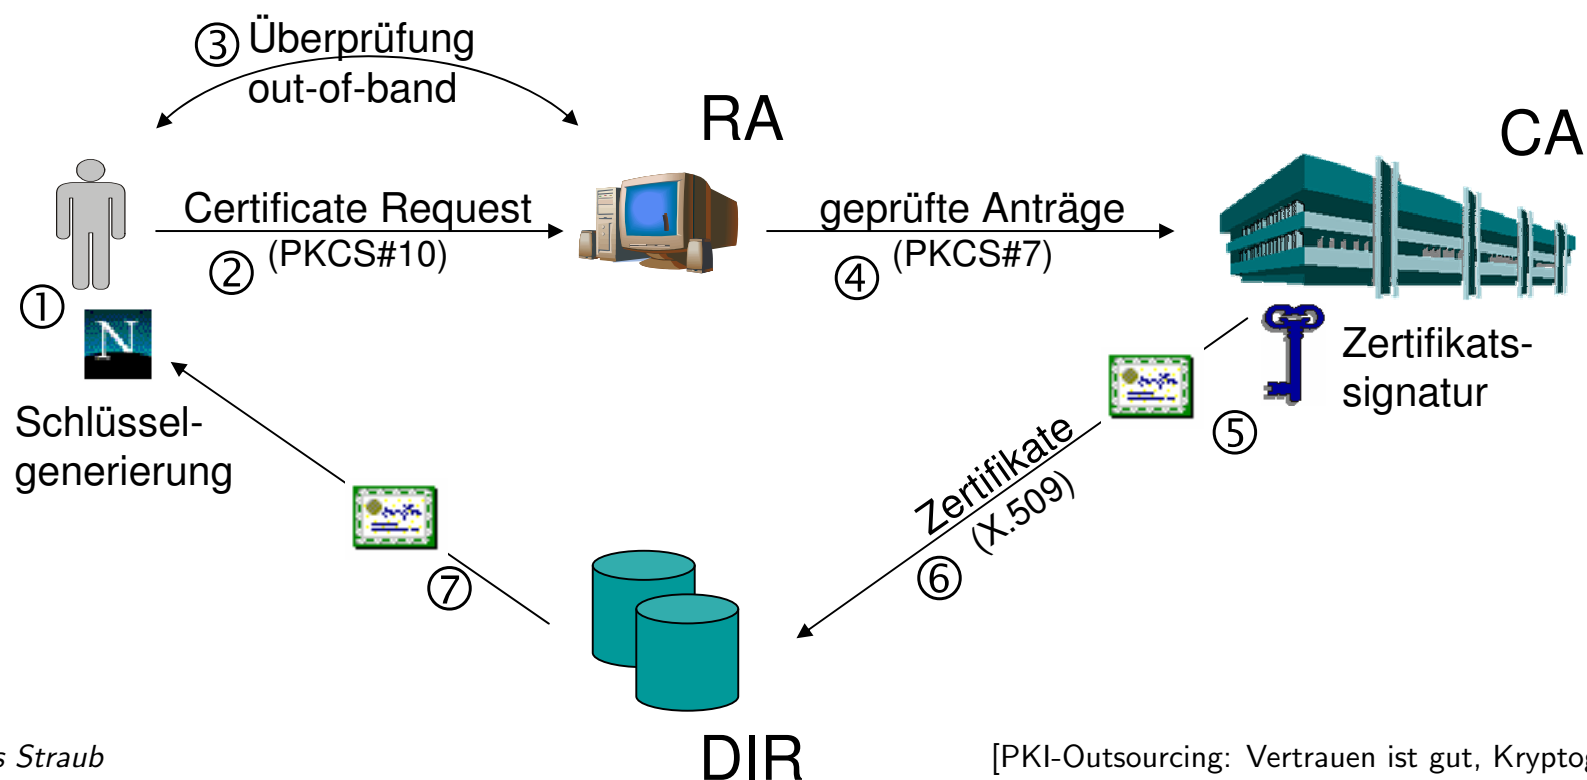 ③ Überprüfung
out-of-band
RA
CA
Certificate Request
(PKCS#10)
②
geprüfte Anträge
(PKCS#7)
④
①
N
Schlüssel-
generierung
Zertifikats-
signatur
⑤
Zertifikate
(X.509)
⑥
⑦
DIR
s Straub
[PKI-Outsourcing: Vertrauen ist gut, Kryptog